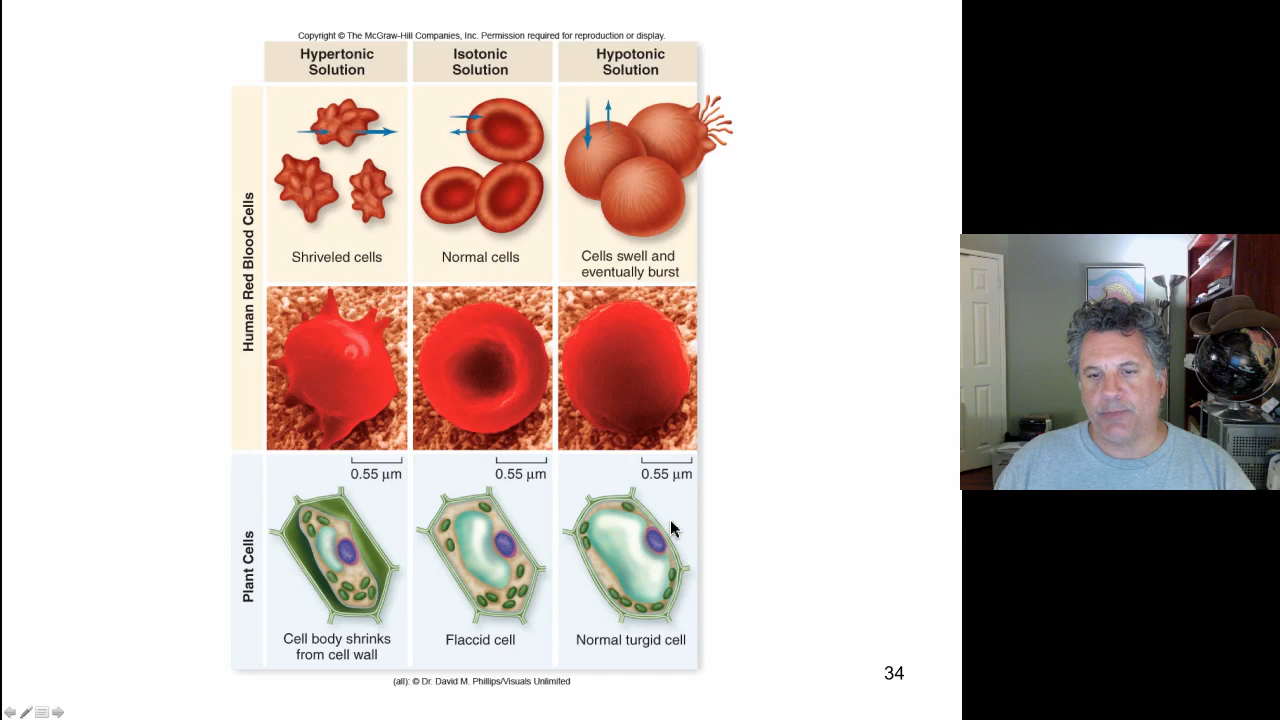 Copyright © The McGraw-Hill Companies, Inc. Permission required for reproduction or display.
Hypertonic
Solution
Isotonic
Solution
Hypotonic
Solution
Human Red Blood Cells
Shriveled cells
Normal cells
Cells swell and
eventually burst
0.55 µm
0.55 µm
0.55 µm
Plant Cells
Cell body shrinks
from cell wall
Flaccid cell
Normal turgid cell
(all): © Dr. David M. Phillips/Visuals Unlimited
34